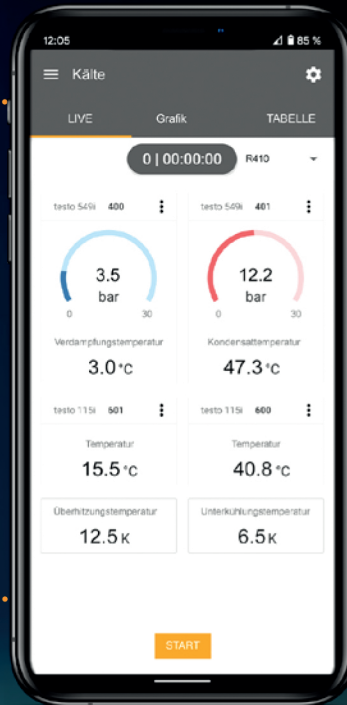 12:05 85 %
Kälte
LIVE Grafik TABELLE
0 | 00:00:00 R410
testo 549i 400 testo 549i 401
3.5 12.2
bar bar
0 30 0 30
Verdampfungstemperatur Kondensattemperatur
3.0 °C 47.3 °C
testo 115i 601 testo 115i 600
Temperatur Temperatur
15.5 °C 40.8 °C
Überhitzungstemperatur Unterkühlungstemperatur
12.5 K 6.5 K
START